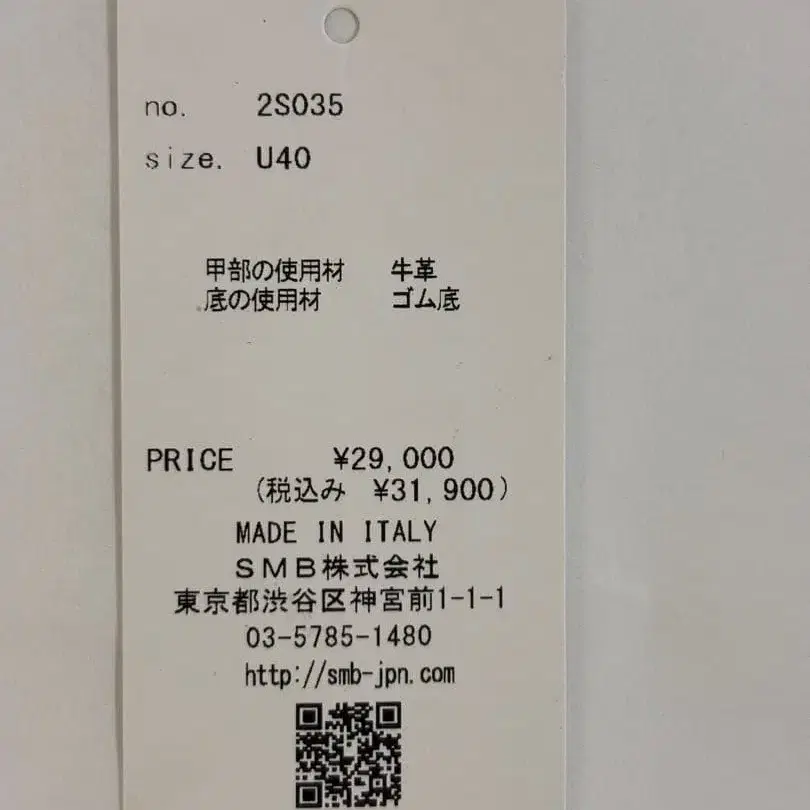 no. 2S035
size. U40
甲部の使用材 牛革
底の使用材 ゴム底
PRICE ¥29,000
(税込み ¥31,900)
MADE IN ITALY
SMB株式会社
東京都渋谷区神宮前1-1-1
03-5785-1480
http://smb-jpn.com